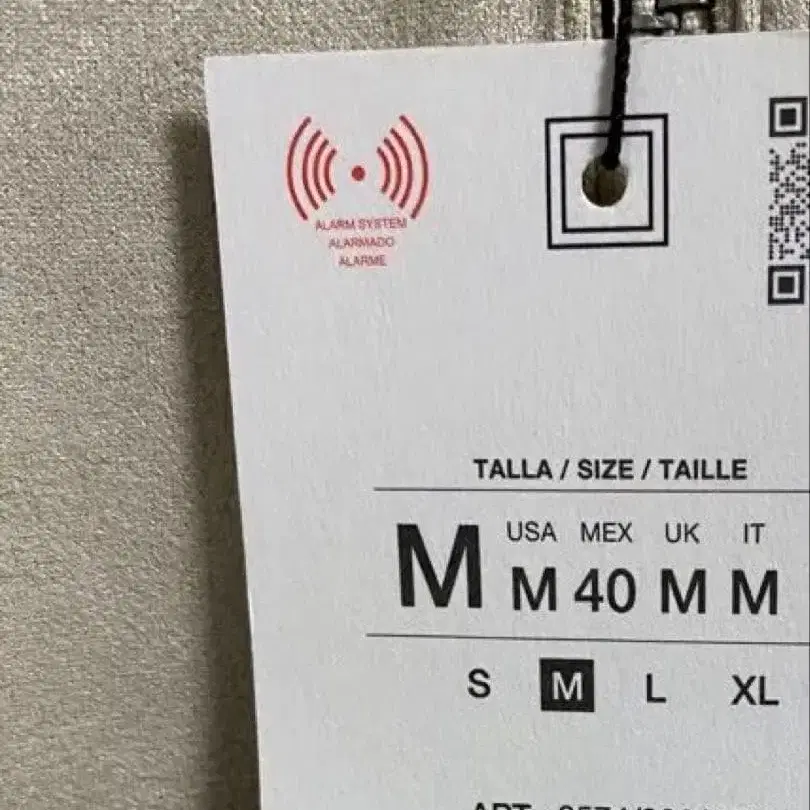 ALARM SYSTEM
ALARMADO
ALARME
TALLA / SIZE / TAILLE
USA MEX UK IT
M M 40 M M
S M L XL